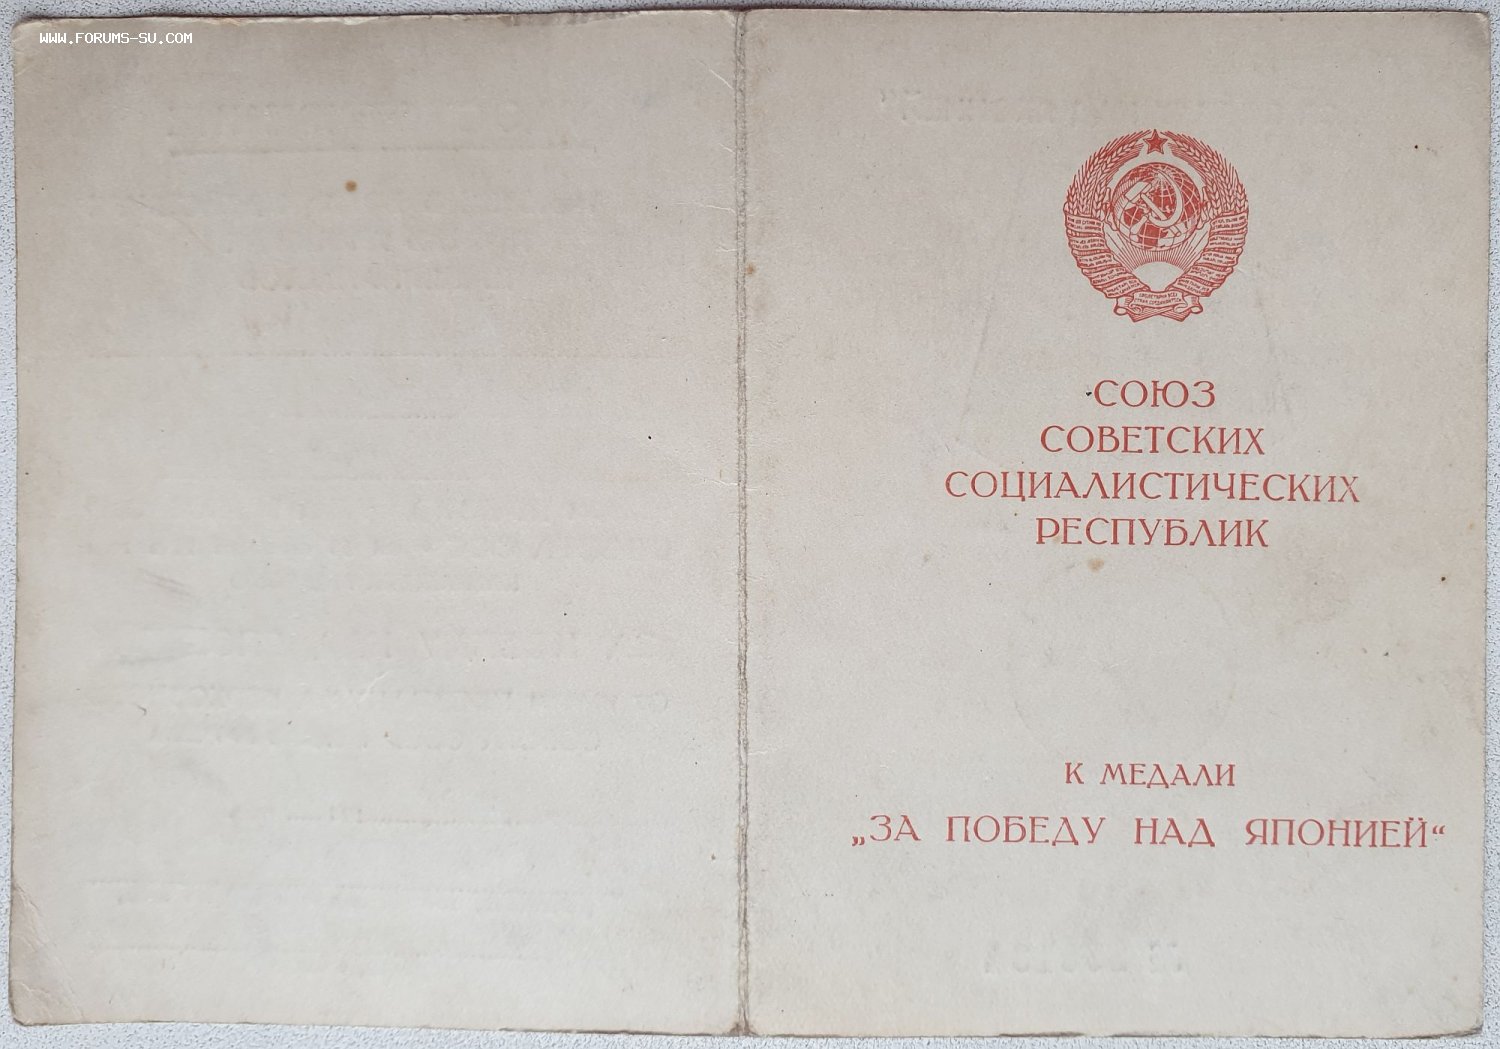 WWW.FORUMS-SU.COM
СОЮЗ
СОВЕТСКИХ
СОЦИАЛИСТИЧЕСКИХ
РЕСПУБЛИК
К МЕДАЛИ
„ЗА ПОБЕДУ НАД ЯПОНИЕЙ“